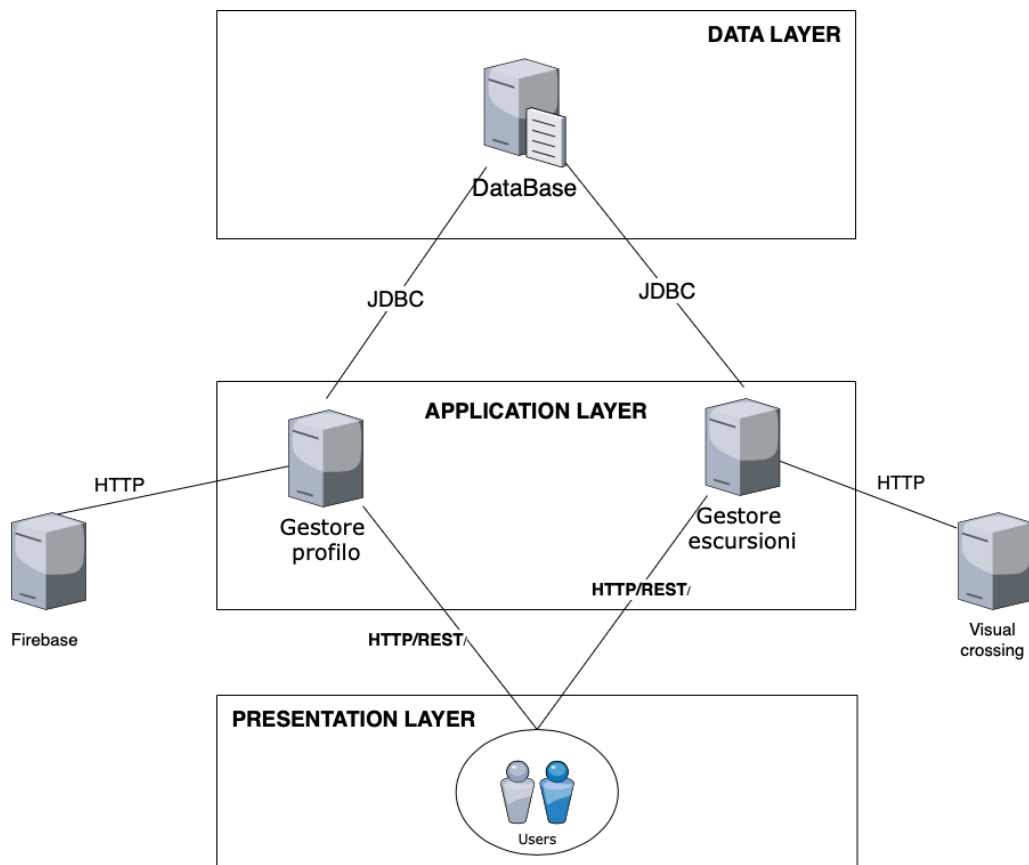 DATA LAYER
DataBase
JDBC
JDBC
APPLICATION LAYER
HTTP
HTTP
Gestore
profilo
Gestore
escursioni
Firebase
Visual
crossing
HTTP/REST/
HTTP/REST/
PRESENTATION LAYER
Users